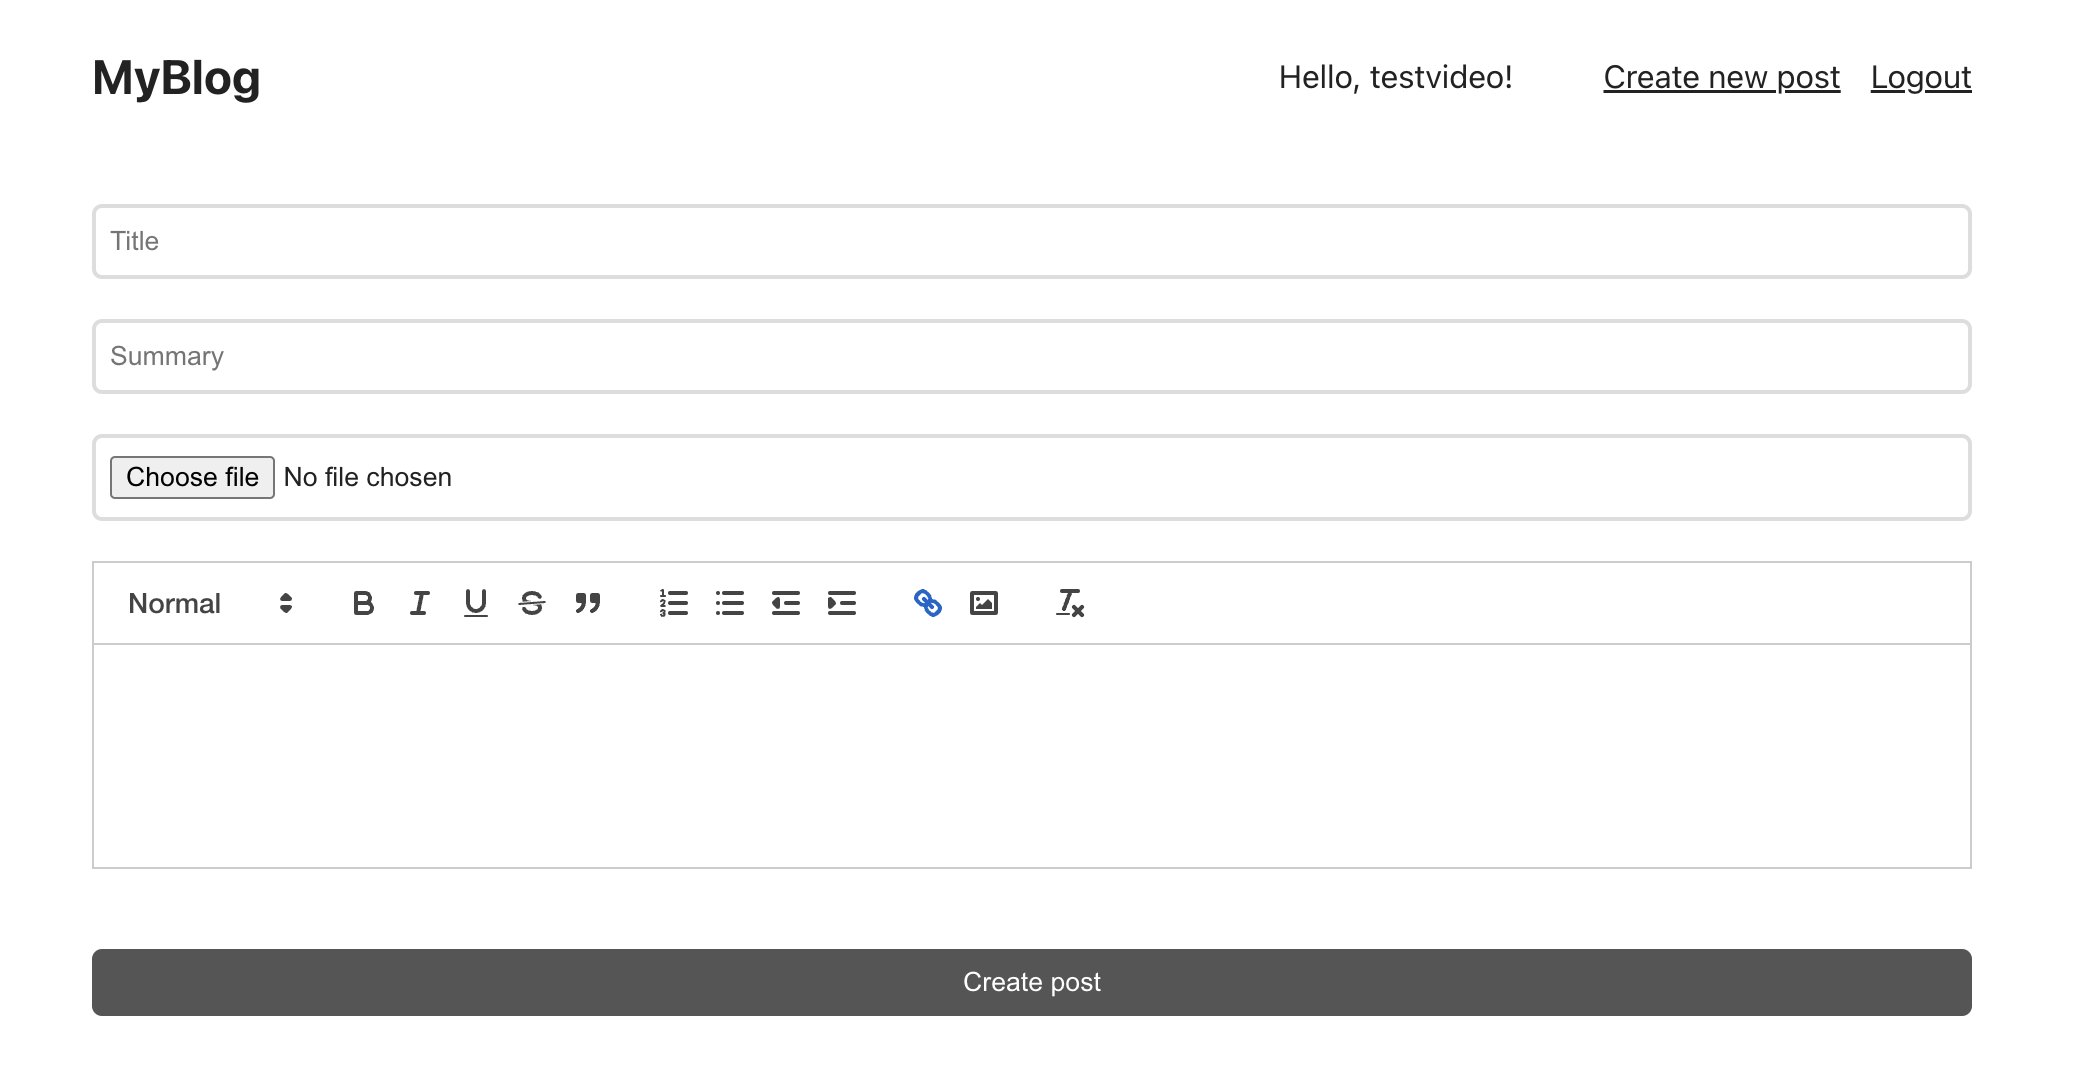 MyBlog
Hello, testvideo! Create new post Logout
Title
Summary
Choose file No file chosen
Normal
Create post